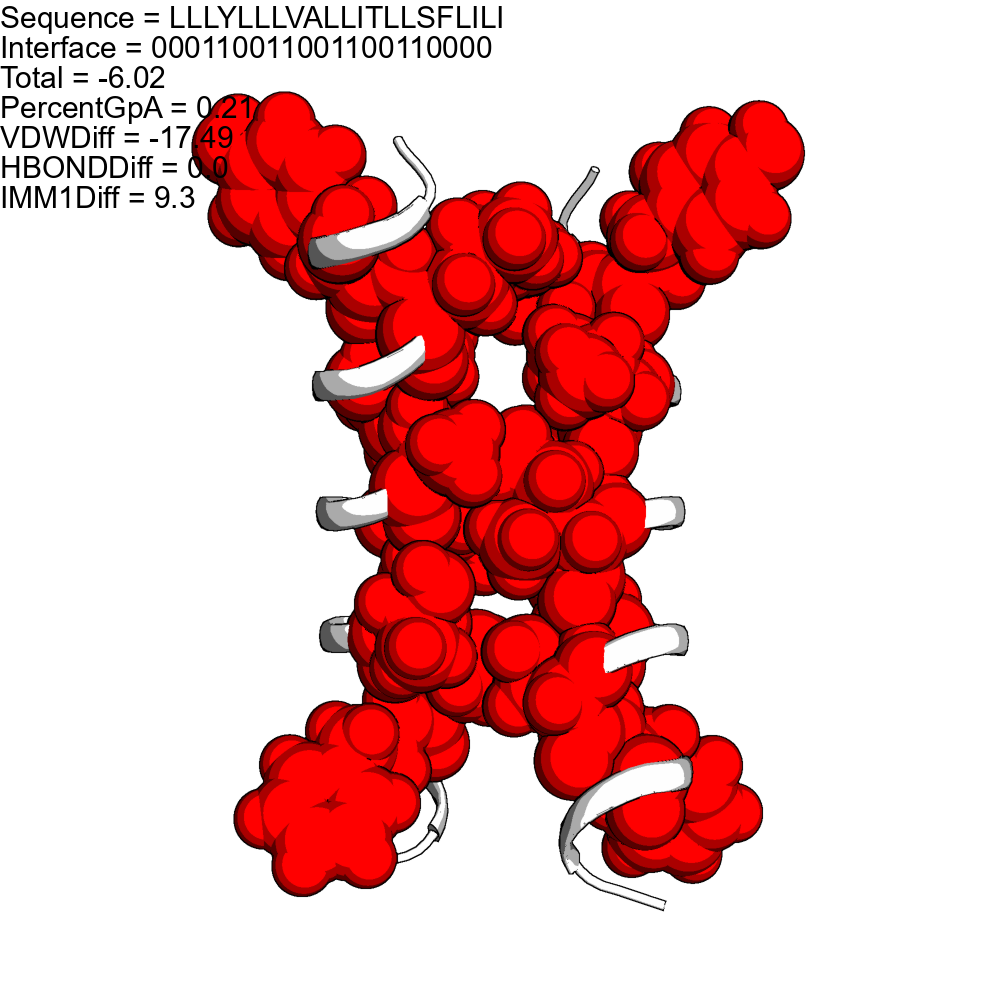 Sequence = LLLYLLLVALLITLLSFLILI
Interface = 000110011001100110000
Total = -6.02
PercentGpA = 0.21
VDWDiff = -17.49
HBONDDiff = 0.0
IMM1Diff = 9.3